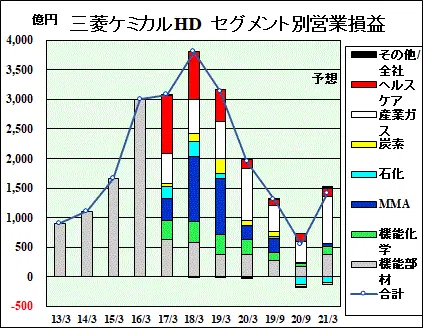 億円
三菱ケミカルHD セグメント別営業損益
4,000
3,500
3,000
2,500
2,000
1,500
1,000
500
0
-500
予想
13/3 14/3 15/3 16/3 17/3 18/3 19/3 20/3 19/9 20/9 21/3
その他/
全社
ヘルス
ケア
産業ガ
ス
炭素
石化
MMA
機能化
学
機能部
材
合計